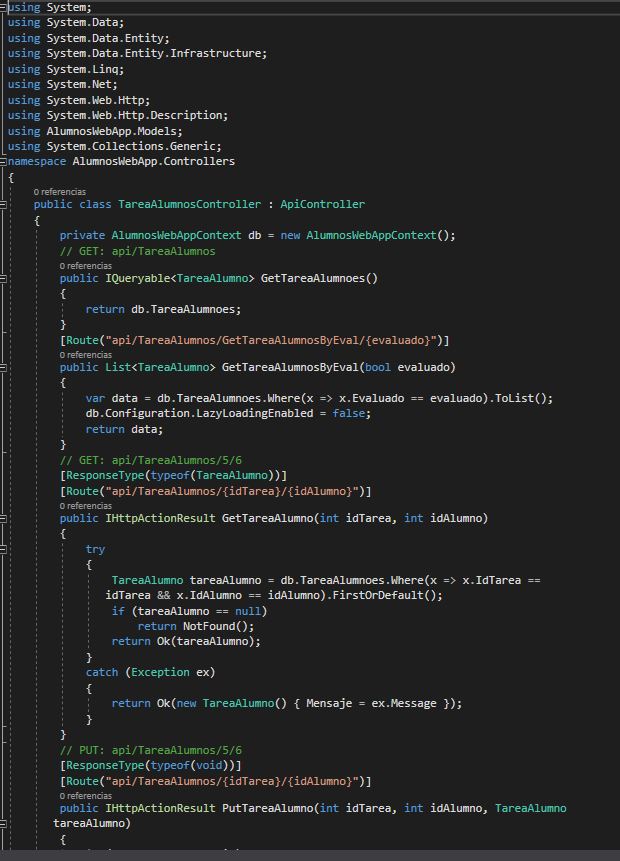 using System;
using System.Data;
using System.Data.Entity;
using System.Data.Entity.Infrastructure;
using System.Linq;
using System.Net;
using System.Web.Http;
using System.Web.Http.Description;
using AlumnosWebApp.Models;
using System.Collections.Generic;
namespace AlumnosWebApp.Controllers
{
0 referencias
public class TareaAlumnosController : ApiController
{
private AlumnosWebAppContext db = new AlumnosWebAppContext();
// GET: api/TareaAlumnos
0 referencias
public IQueryable<TareaAlumno> GetTareaAlumnoes()
{
return db.TareaAlumnoes;
}
[Route("api/TareaAlumnos/GetTareaAlumnosByEval/{evaluado}")]
0 referencias
public List<TareaAlumno> GetTareaAlumnosByEval(bool evaluado)
{
var data = db.TareaAlumnoes.Where(x => x.Evaluado == evaluado).ToList();
db.Configuration.LazyLoadingEnabled = false;
return data;
}
// GET: api/TareaAlumnos/5/6
[ResponseType(typeof(TareaAlumno))]
[Route("api/TareaAlumnos/{idTarea}/{idAlumno}")]
0 referencias
public IHttpActionResult GetTareaAlumno(int idTarea, int idAlumno)
{
try
{
TareaAlumno tareaAlumno = db.TareaAlumnoes.Where(x => x.IdTarea ==
idTarea && x.IdAlumno == idAlumno).FirstOrDefault();
if (tareaAlumno == null)
return NotFound();
return Ok(tareaAlumno);
}
catch (Exception ex)
{
return Ok(new TareaAlumno() { Mensaje = ex.Message });
}
}
// PUT: api/TareaAlumnos/5/6
[ResponseType(typeof(void))]
[Route("api/TareaAlumnos/{idTarea}/{idAlumno}")]
0 referencias
public IHttpActionResult PutTareaAlumno(int idTarea, int idAlumno, TareaAlumno
tareaAlumno)
{